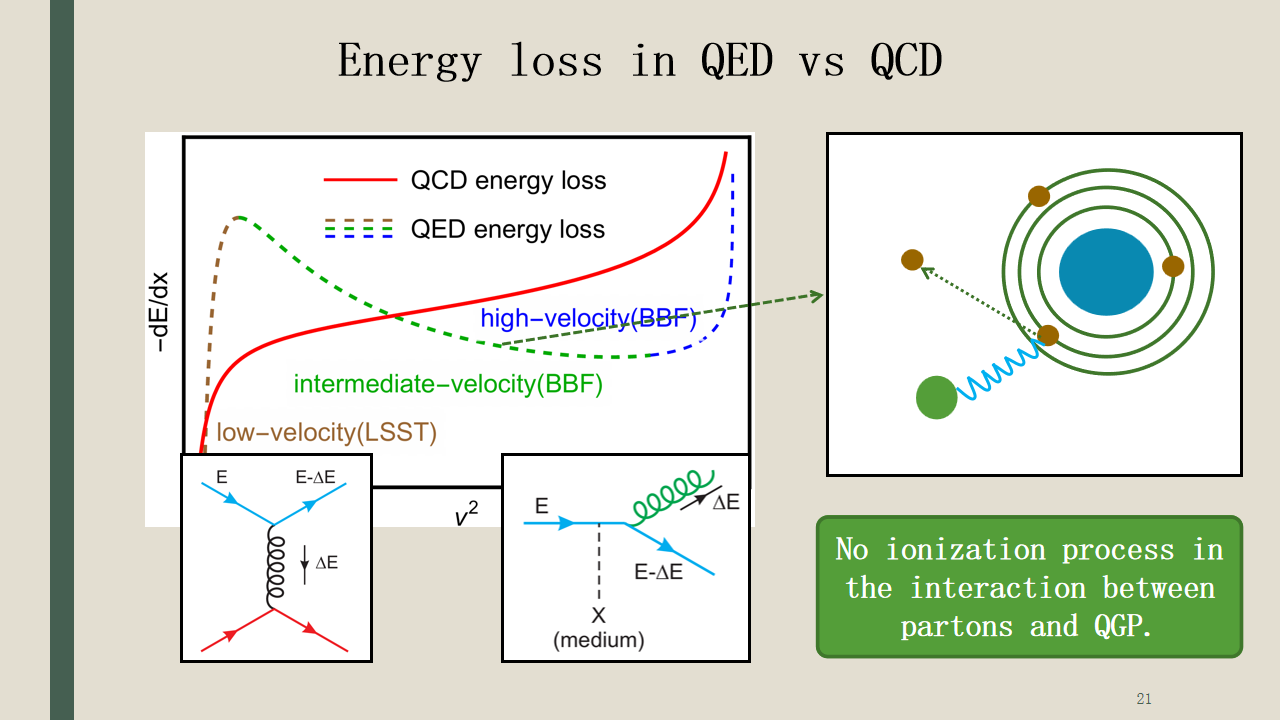 Energy loss in QED vs QCD
QCD energy loss
QED energy loss
−dE/dx
high−velocity(BBF)
intermediate−velocity(BBF)
low−velocity(LSST)
v²
E
E-ΔE
ΔE
E
ΔE
E-ΔE
X
(medium)
No ionization process in
the interaction between
partons and QGP.
21